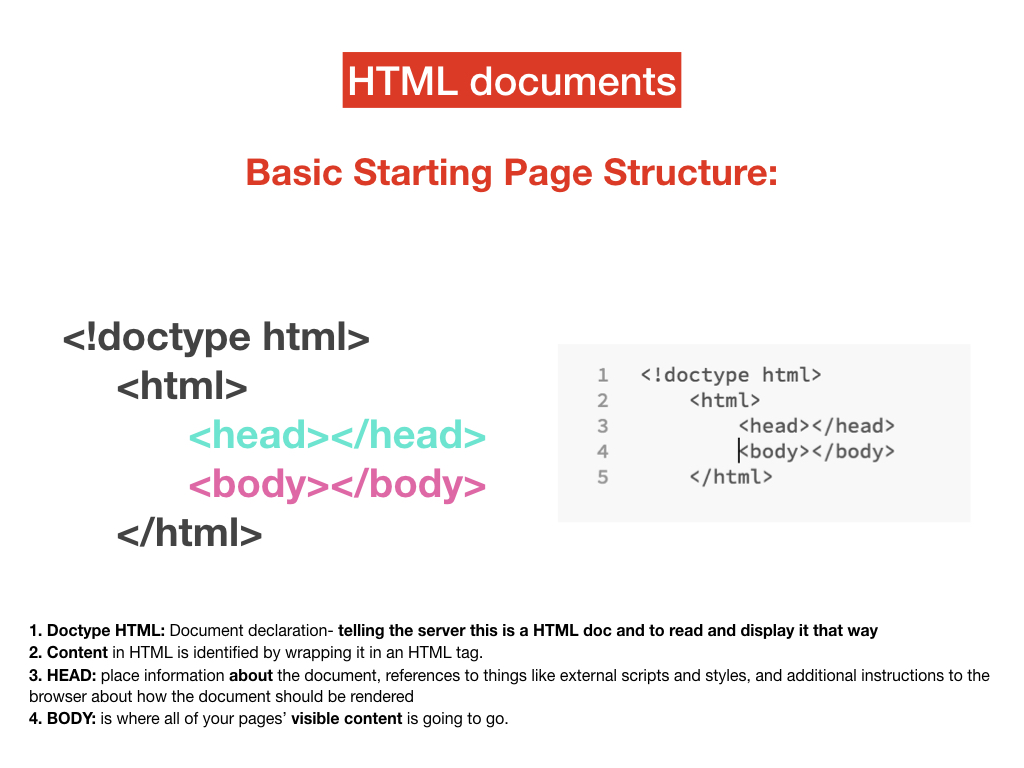 HTML documents
Basic Starting Page Structure:
<!doctype html>
<html>
<head></head>
<body></body>
</html>
1 <!doctype html>
2 <html>
3 <head></head>
4 <body></body>
5 </html>
1. Doctype HTML: Document declaration- telling the server this is a HTML doc and to read and display it that way
2. Content in HTML is identified by wrapping it in an HTML tag.
3. HEAD: place information about the document, references to things like external scripts and styles, and additional instructions to the
browser about how the document should be rendered
4. BODY: is where all of your pages’ visible content is going to go.